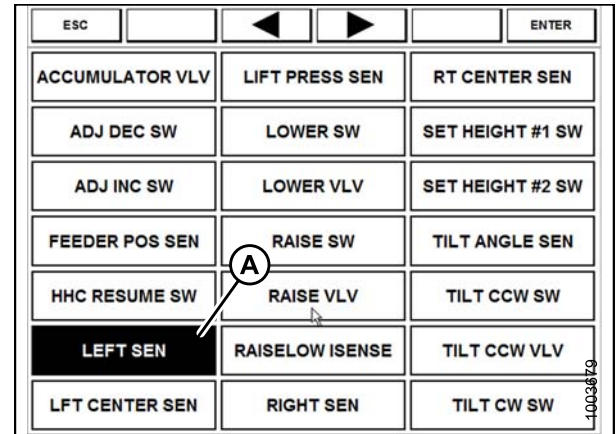 ESC ENTER
ACCUMULATOR VLV LIFT PRESS SEN RT CENTER SEN
ADJ DEC SW LOWER SW SET HEIGHT #1 SW
ADJ INC SW LOWER VLV SET HEIGHT #2 SW
FEEDER POS SEN RAISE SW TILT ANGLE SEN
A
HHC RESUME SW RAISE VLV TILT CCW SW
LEFT SEN RAISELOW ISENSE TILT CCW VLV
LFT CENTER SEN RIGHT SEN TILT CW SW
1003679